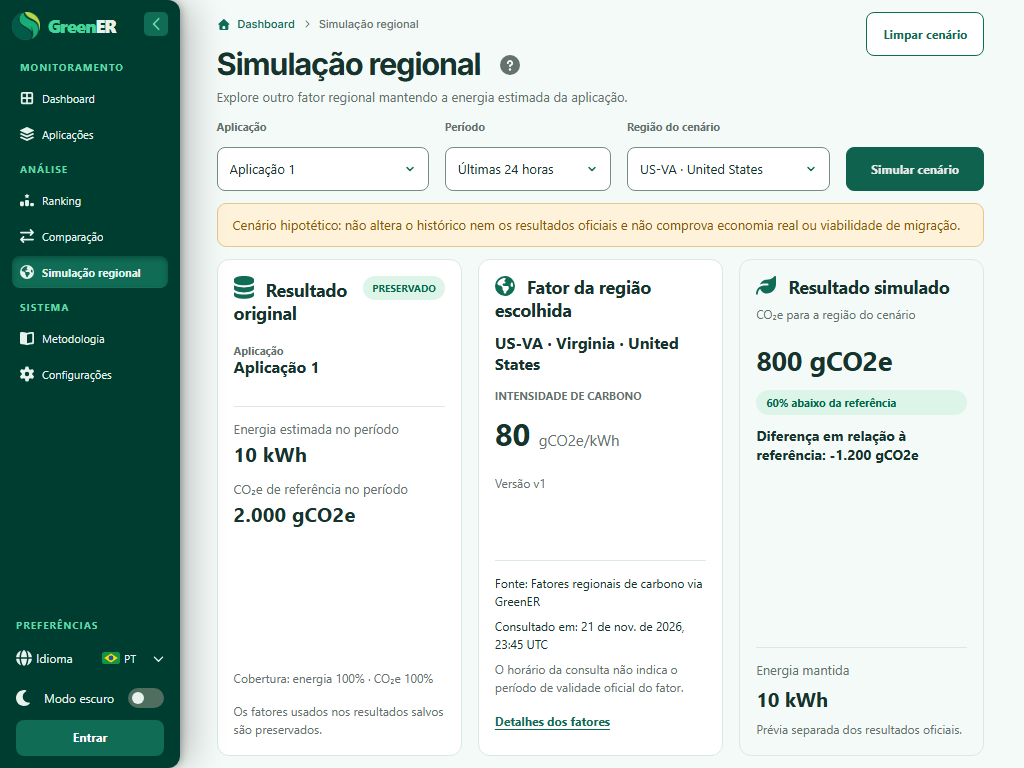 GreenER
MONITORAMENTO
Dashboard
Aplicações
ANÁLISE
Ranking
Comparação
Simulação regional
SISTEMA
Metodologia
Configurações
PREFERÊNCIAS
Idioma
PT
Modo escuro
Entrar
Dashboard > Simulação regional
Limpar cenário
Simulação regional ?
Explore outro fator regional mantendo a energia estimada da aplicação.
Aplicação
Período
Região do cenário
Aplicação 1
Últimas 24 horas
US-VA · United States
Simular cenário
Cenário hipotético: não altera o histórico nem os resultados oficiais e não comprova economia real ou viabilidade de migração.
Resultado
original
PRESERVADO
Aplicação
Aplicação 1
Energia estimada no período
10 kWh
CO₂e de referência no período
2.000 gCO2e
Cobertura: energia 100% · CO₂e 100%
Os fatores usados nos resultados salvos
são preservados.
Fator da região
escolhida
US-VA · Virginia · United
States
INTENSIDADE DE CARBONO
80 gCO2e/kWh
Versão v1
Fonte: Fatores regionais de carbono via
GreenER
Consultado em: 21 de nov. de 2026,
23:45 UTC
O horário da consulta não indica o
período de validade oficial do fator.
Detalhes dos fatores
Resultado simulado
CO₂e para a região do cenário
800 gCO2e
60% abaixo da referência
Diferença em relação à
referência: -1.200 gCO2e
Energia mantida
10 kWh
Prévia separada dos resultados oficiais.